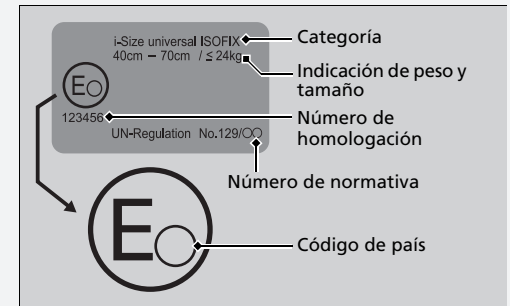 i-Size universal ISOFIX
40cm – 70cm / ≤ 24kg
E
123456
UN-Regulation No.129/○○
Categoría
Indicación de peso y
tamaño
Número de
homologación
Número de normativa
E
Código de país